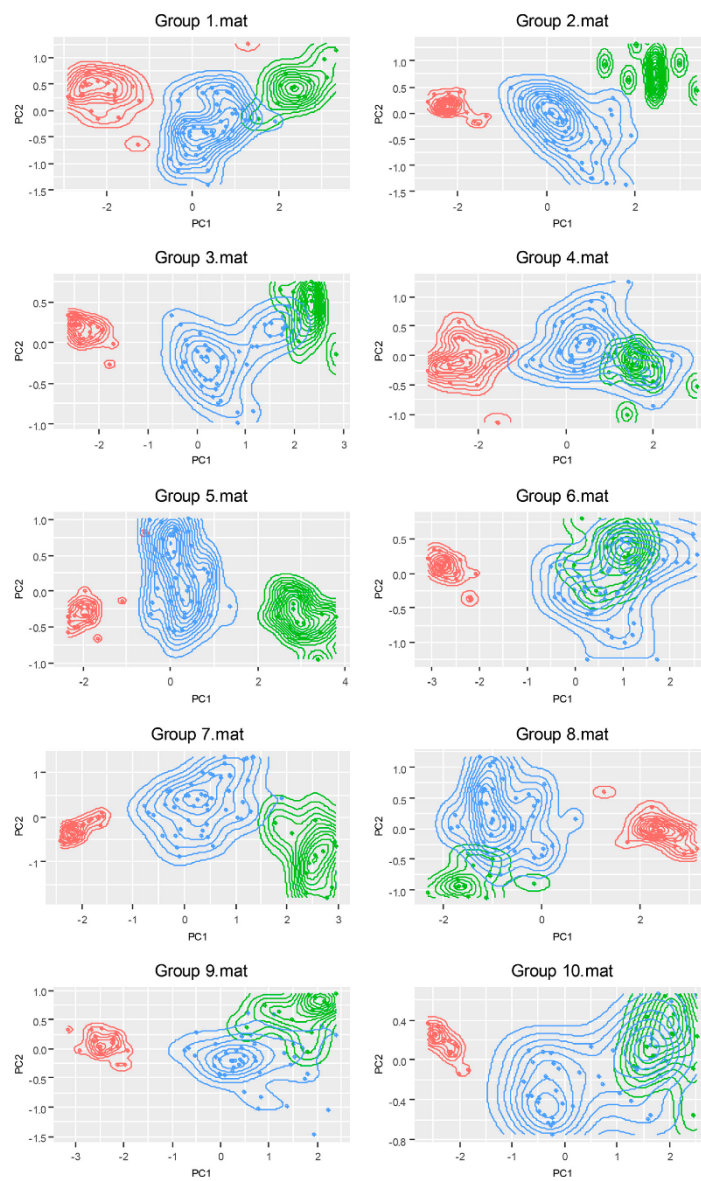 Group 1.mat
PC2
1.0
0.5
0.0
-0.5
-1.0
-1.5
-2 0 2
PC1
Group 2.mat
PC2
1.0
0.5
0.0
-0.5
-1.0
-1.5
-2 0 2
PC1
Group 3.mat
PC2
0.5
0.0
-0.5
-1.0
-2 -1 0 1 2 3
PC1
Group 4.mat
PC2
1.0
0.5
0.0
-0.5
-1.0
-2 0 2
PC1
Group 5.mat
PC2
1.0
0.5
0.0
-0.5
-1.0
-2 0 2 4
PC1
Group 6.mat
PC2
0.5
0.0
-0.5
-1.0
-3 -2 -1 0 1 2
PC1
Group 7.mat
PC2
1
0
-1
-2 -1 0 1 2 3
PC1
Group 8.mat
PC2
1.0
0.5
0.0
-0.5
-1.0
-2 0 2
PC1
Group 9.mat
PC2
1.0
0.5
0.0
-0.5
-1.0
-1.5
-3 -2 -1 0 1 2
PC1
Group 10.mat
PC2
0.4
0.0
-0.4
-0.8
-2 -1 0 1 2
PC1